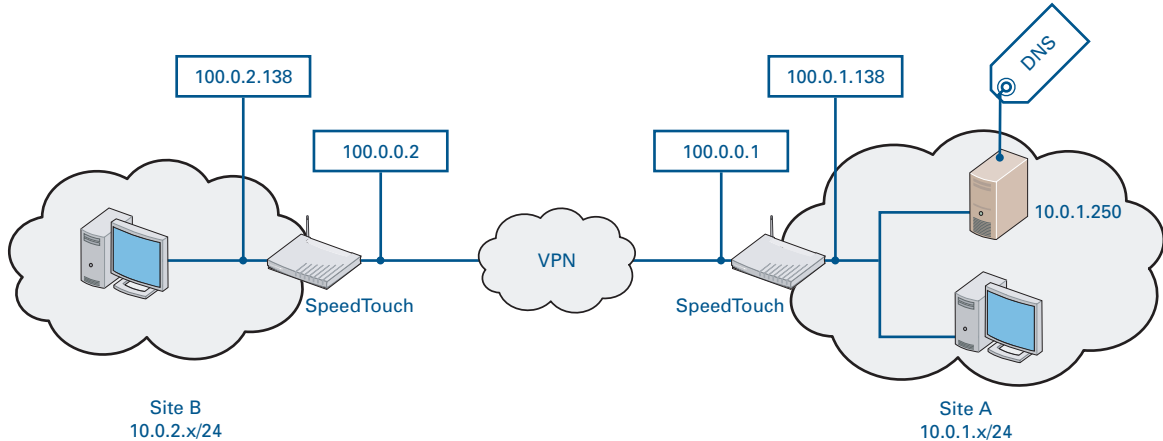 DNS
100.0.2.138
100.0.1.138
100.0.0.2
100.0.0.1
10.0.1.250
VPN
SpeedTouch
SpeedTouch
Site B
10.0.2.x/24
Site A
10.0.1.x/24